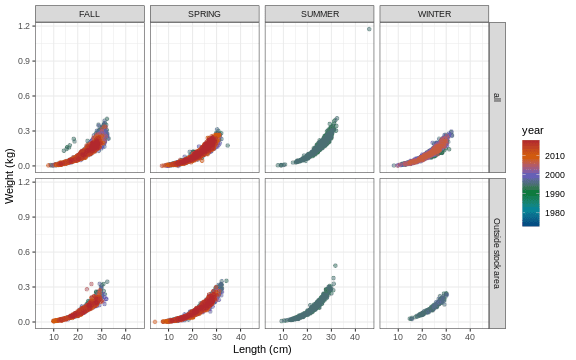 FALL SPRING SUMMER WINTER
1.2
0.9
0.6
0.3
0.0
all
1.2
0.9
0.6
0.3
0.0
Outside stock area
Weight (kg)
10 20 30 40 10 20 30 40 10 20 30 40 10 20 30 40
Length (cm)
year
2010
2000
1990
1980